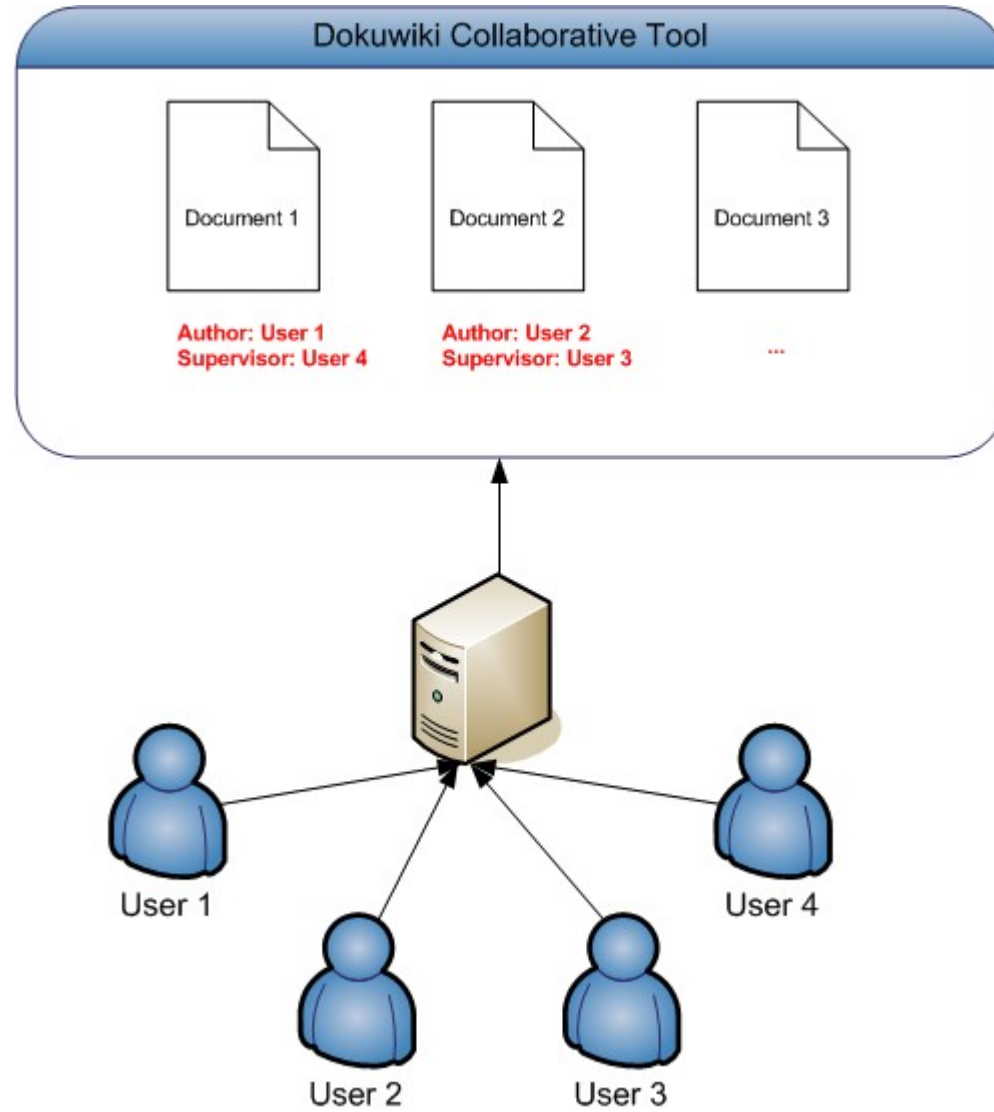 Dokuwiki Collaborative Tool
Document 1
Document 2
Document 3
Author: User 1
Supervisor: User 4
Author: User 2
Supervisor: User 3
...
User 1
User 4
User 2
User 3